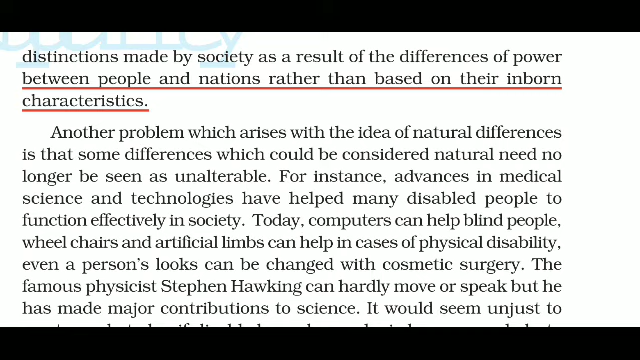 distinctions made by society as a result of the differences of power
between people and nations rather than based on their inborn
characteristics.
Another problem which arises with the idea of natural differences
is that some differences which could be considered natural need no
longer be seen as unalterable. For instance, advances in medical
science and technologies have helped many disabled people to
function effectively in society. Today, computers can help blind people,
wheel chairs and artificial limbs can help in cases of physical disability,
even a person's looks can be changed with cosmetic surgery. The
famous physicist Stephen Hawking can hardly move or speak but he
has made major contributions to science. It would seem unjust to